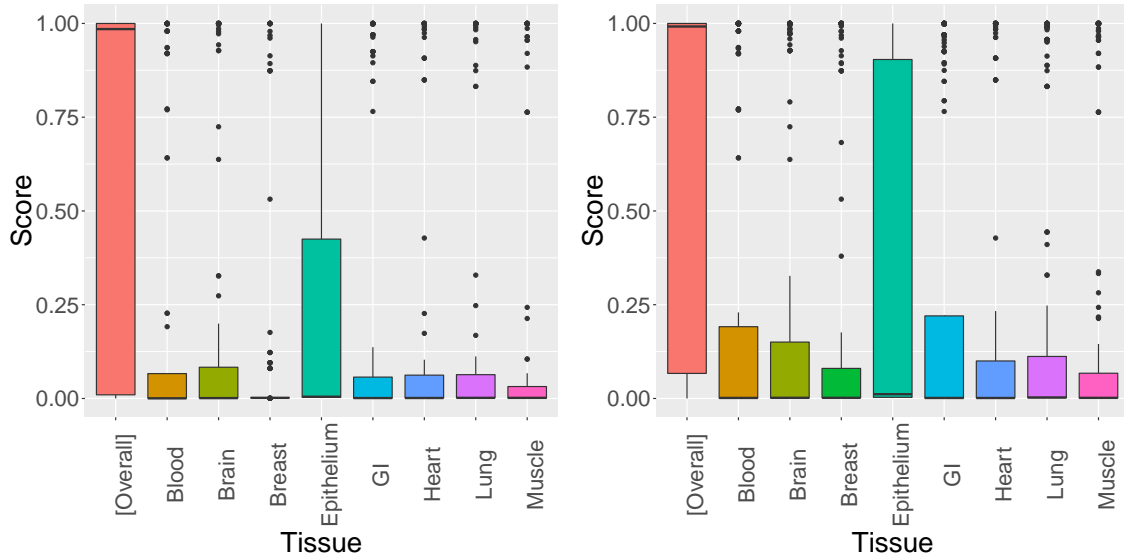 1.00
0.75
0.50
0.25
0.00
Score
[Overall]
Blood
Brain
Breast
Epithelium
GI
Heart
Lung
Muscle
Tissue
1.00
0.75
0.50
0.25
0.00
Score
[Overall]
Blood
Brain
Breast
Epithelium
GI
Heart
Lung
Muscle
Tissue